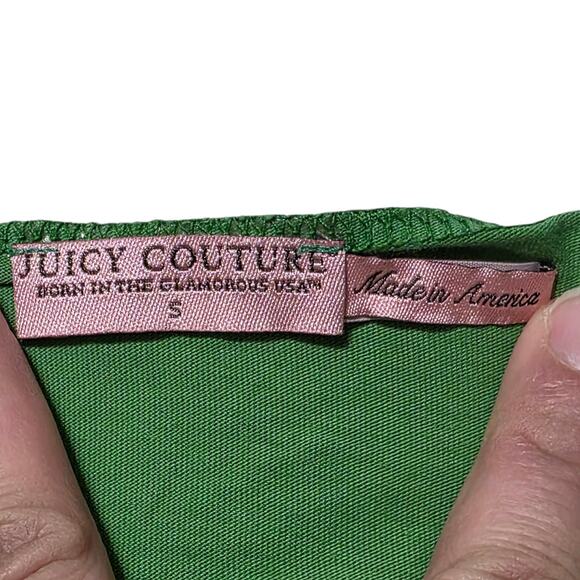 JUICY COUTURE
BORN IN THE GLAMOROUS USA™
S
Made in America